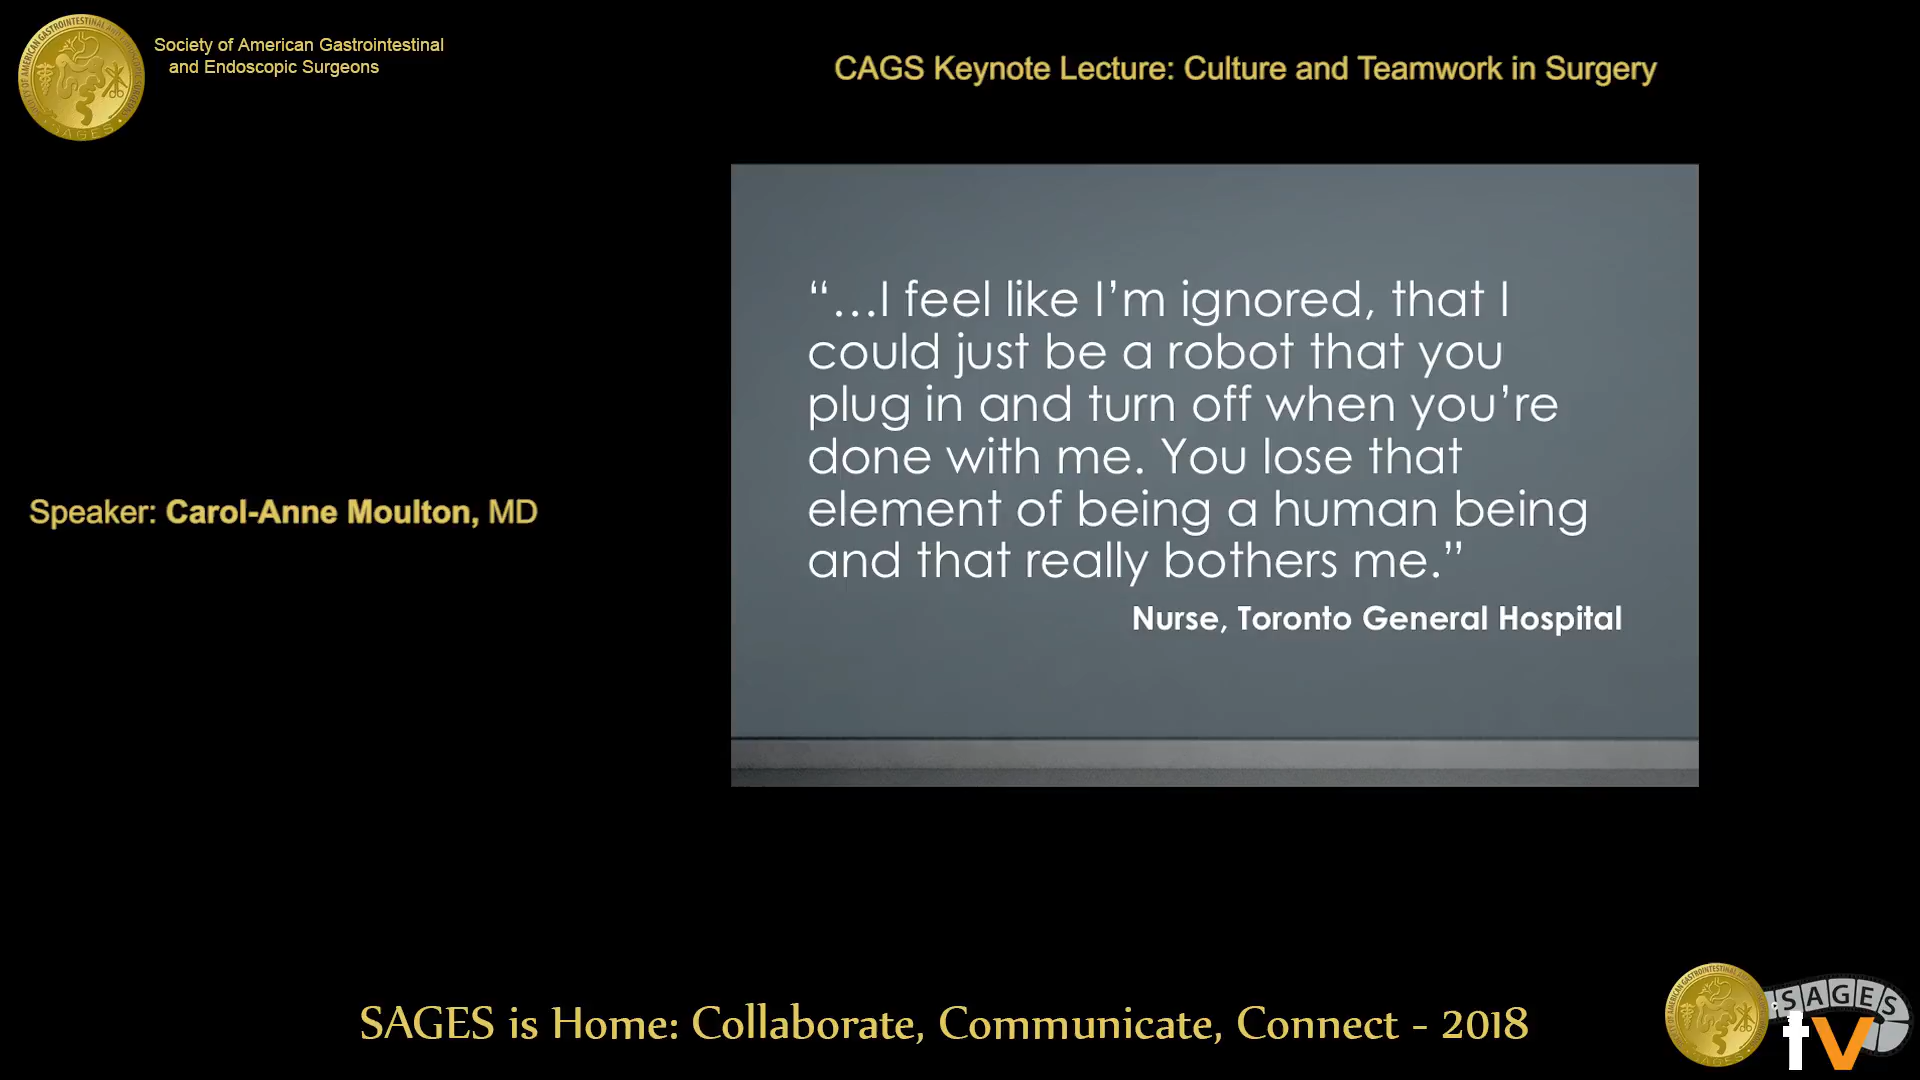 Society of American Gastrointestinal
and Endoscopic Surgeons
CAGS Keynote Lecture: Culture and Teamwork in Surgery
“…I feel like I’m ignored, that I
could just be a robot that you
plug in and turn off when you’re
done with me. You lose that
element of being a human being
and that really bothers me.”
Nurse, Toronto General Hospital
Speaker: Carol-Anne Moulton, MD
SAGES is Home: Collaborate, Communicate, Connect - 2018
SAGES
tv